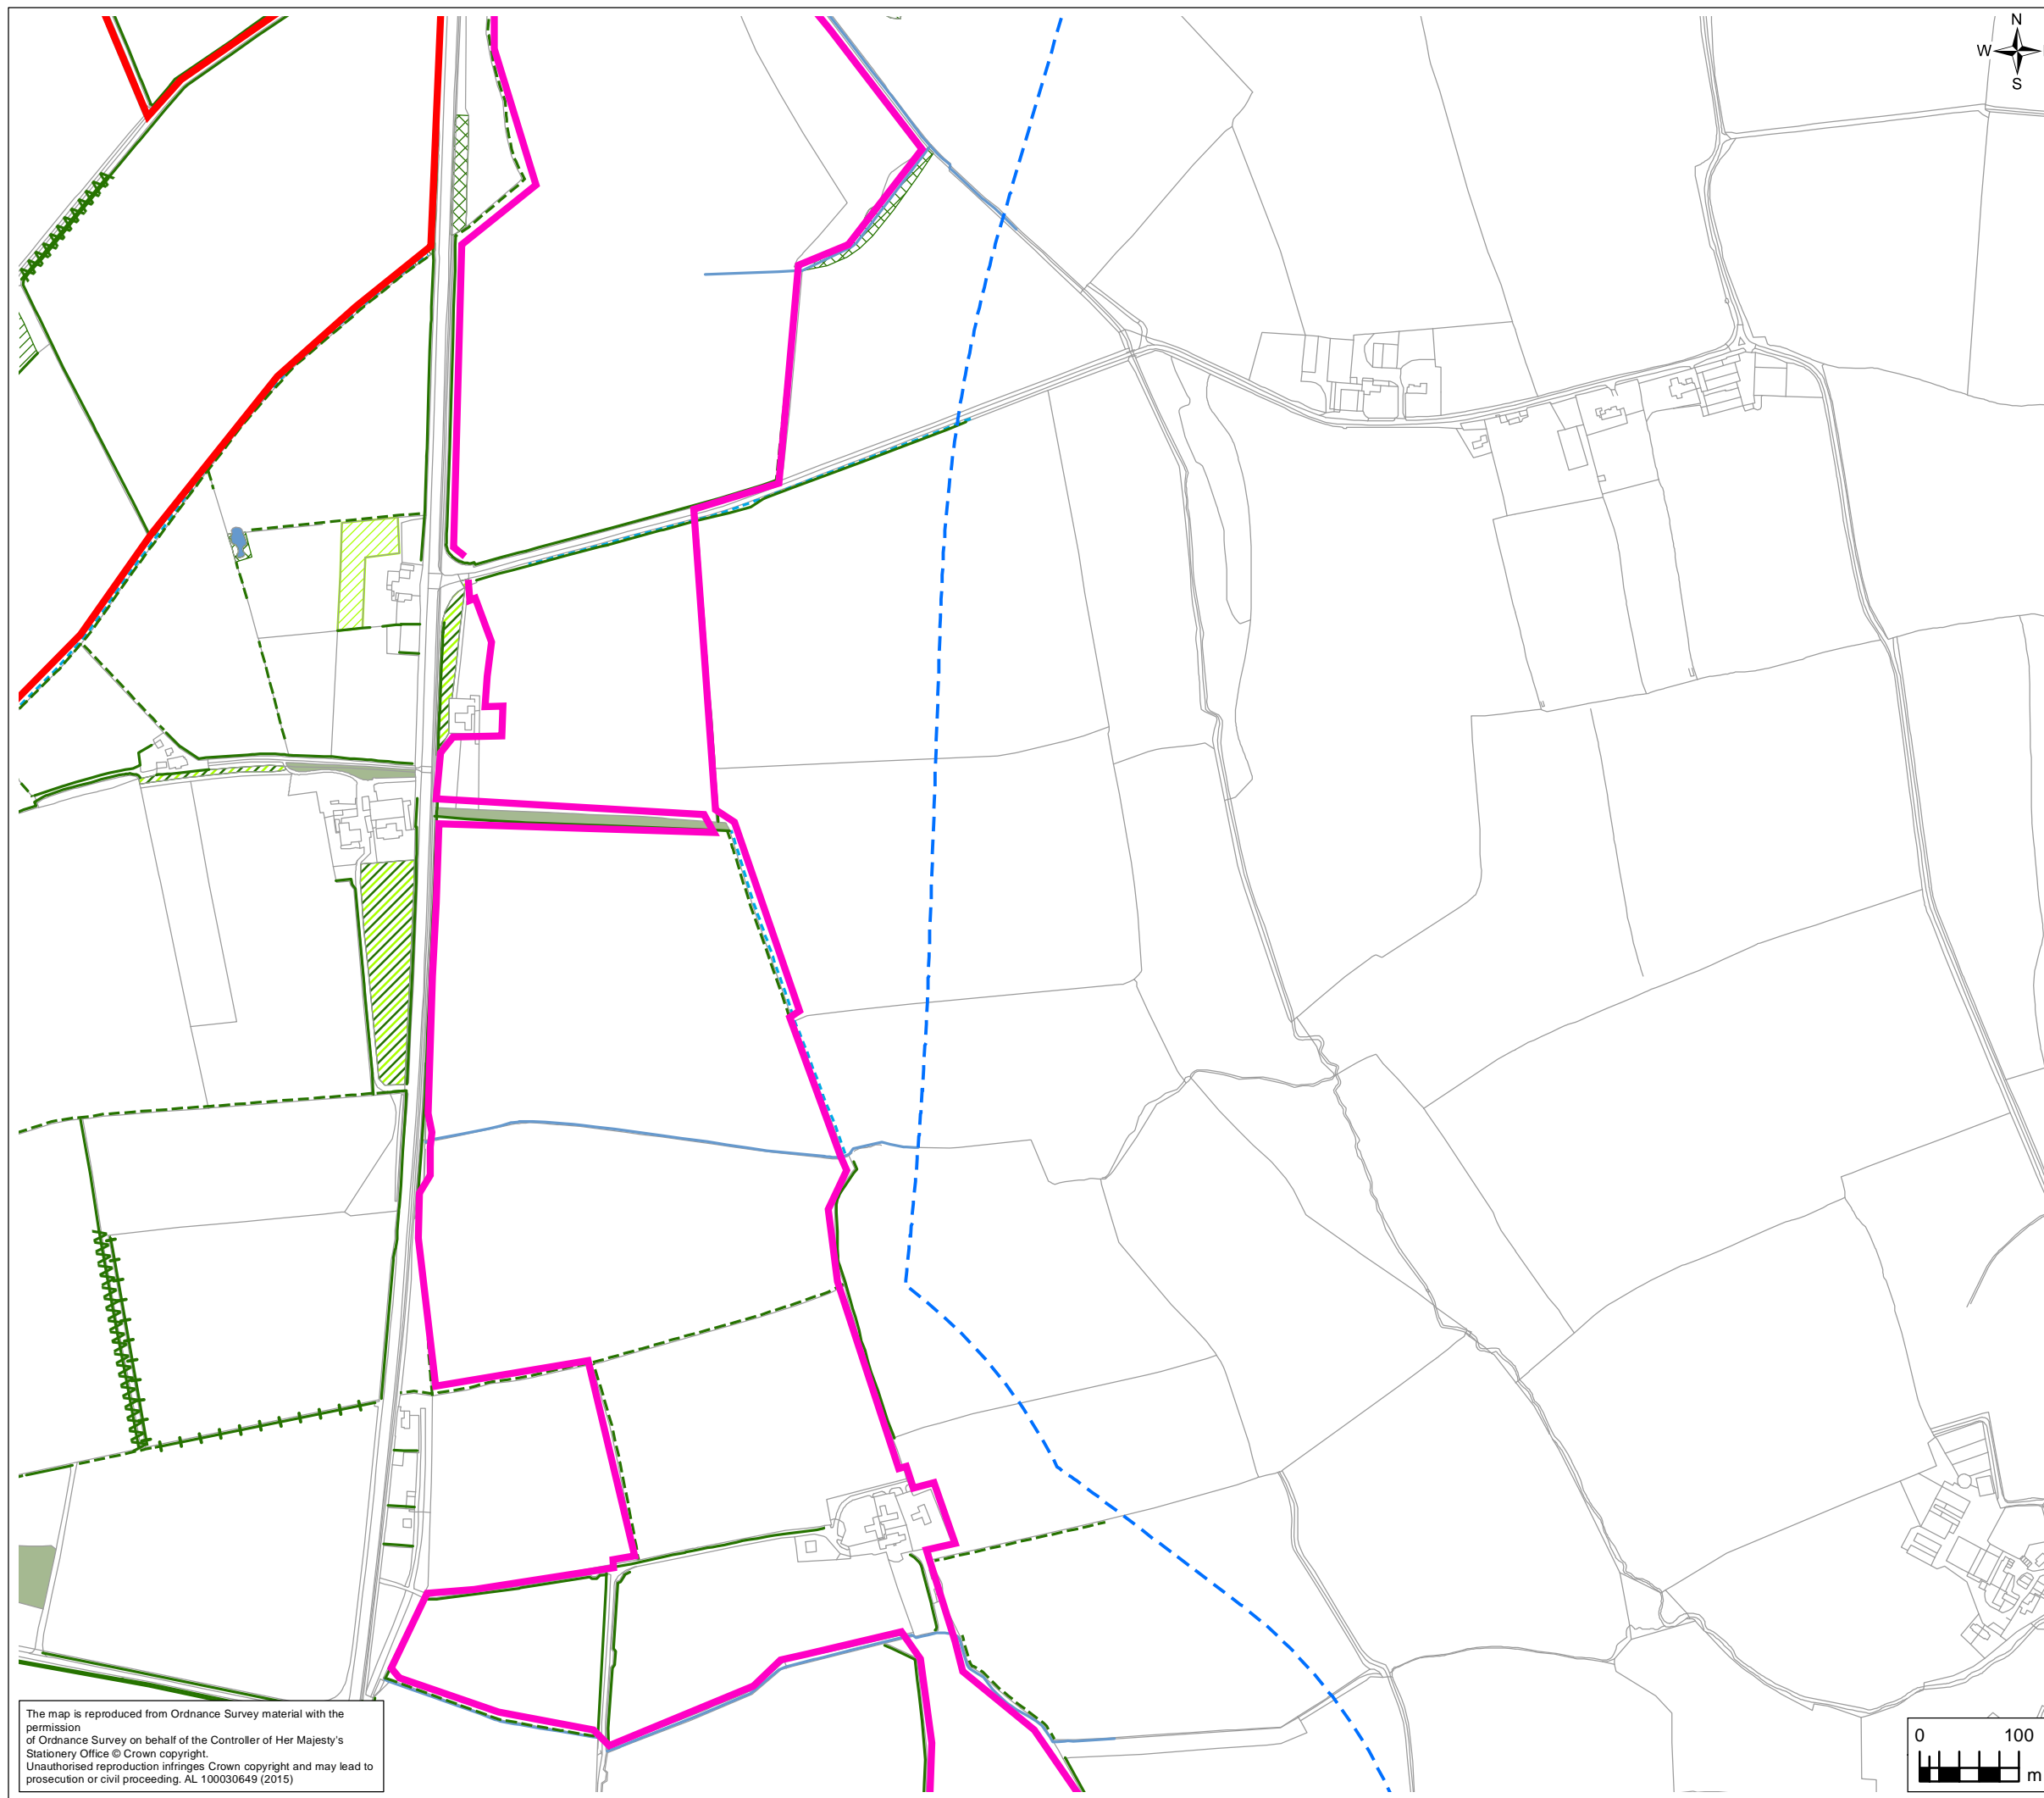 N
W
S
The map is reproduced from Ordnance Survey material with the
permission
of Ordnance Survey on behalf of the Controller of Her Majesty's
Stationery Office © Crown copyright.
Unauthorised reproduction infringes Crown copyright and may lead to
prosecution or civil proceeding. AL 100030649 (2015)
0 100
m